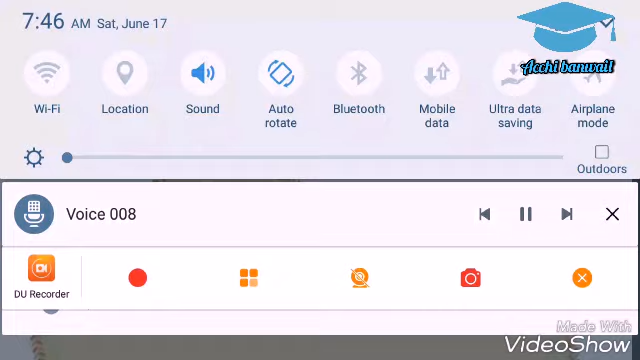 7:46 AM Sat, June 17
Acchi banwait
Wi-Fi
Location
Sound
Auto rotate
Bluetooth
Mobile data
Ultra data saving
Airplane mode
Outdoors
Voice 008
DU Recorder
Made With
VideoShow